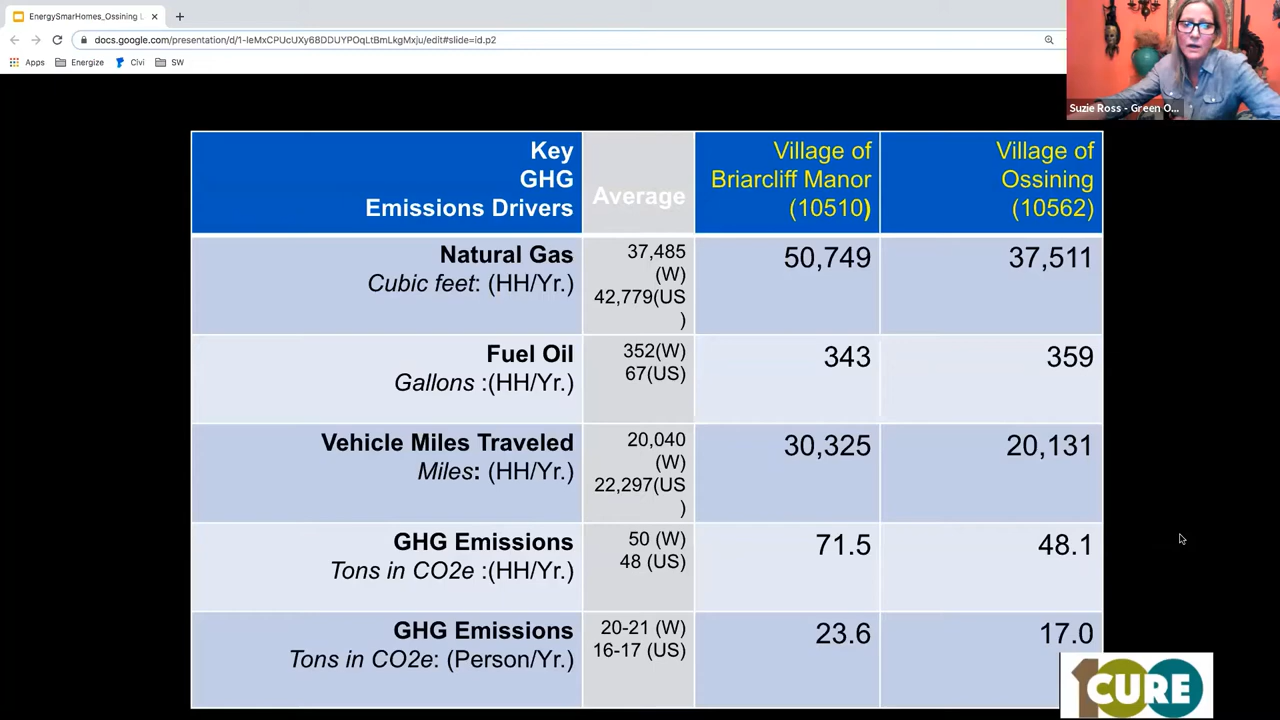 EnergySmarHomes_Ossining L
docs.google.com/presentation/d/1-IeMxCPUcUXy68DDUYPOqLtBmLkgMxju/edit#slide=id.p2
Apps
Energize
Civi
SW
Suzie Ross - Green O...
Key
GHG
Emissions Drivers
Average
Village of
Briarcliff Manor
(10510)
Village of
Ossining
(10562)
Natural Gas
Cubic feet: (HH/Yr.)
37,485
(W)
42,779(US
)
50,749
37,511
Fuel Oil
Gallons :(HH/Yr.)
352(W)
67(US)
343
359
Vehicle Miles Traveled
Miles: (HH/Yr.)
20,040
(W)
22,297(US
)
30,325
20,131
GHG Emissions
Tons in CO2e :(HH/Yr.)
50 (W)
48 (US)
71.5
48.1
GHG Emissions
Tons in CO2e: (Person/Yr.)
20-21 (W)
16-17 (US)
23.6
17.0
10CURE